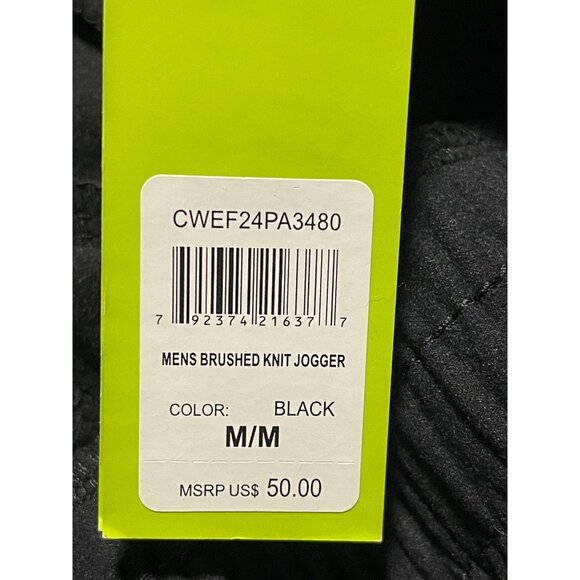 CWEF24PA3480
7 92374 21637 7
MENS BRUSHED KNIT JOGGER
COLOR: BLACK
M/M
MSRP US$ 50.00